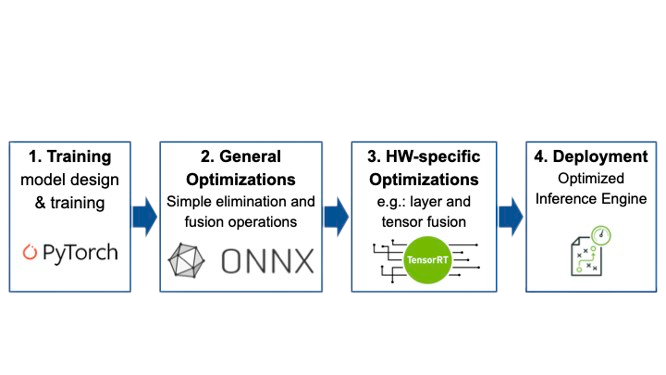 1. Training
model design
& training
PyTorch
2. General
Optimizations
Simple elimination and
fusion operations
ONNX
3. HW-specific
Optimizations
e.g.: layer and
tensor fusion
TensorRT
4. Deployment
Optimized
Inference Engine